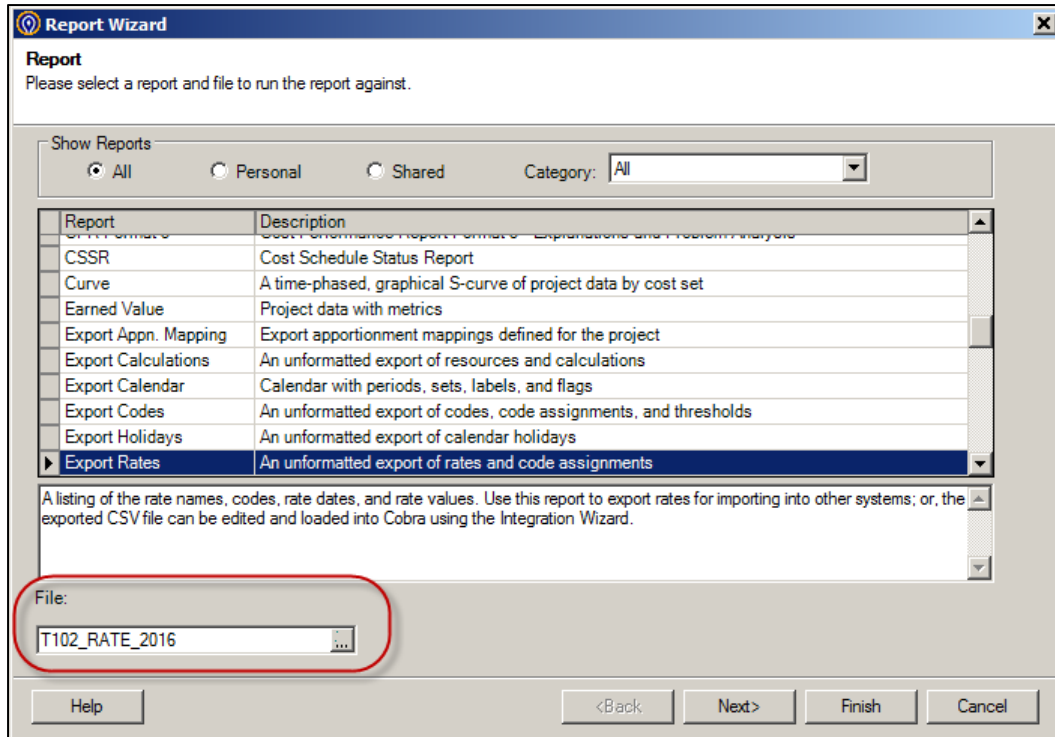 Report Wizard
Report
Please select a report and file to run the report against.
Show Reports
All Personal Shared Category: All
Report Description
CSSR Cost Schedule Status Report
Curve A time-phased, graphical S-curve of project data by cost set
Earned Value Project data with metrics
Export Appn. Mapping Export apportionment mappings defined for the project
Export Calculations An unformatted export of resources and calculations
Export Calendar Calendar with periods, sets, labels, and flags
Export Codes An unformatted export of codes, code assignments, and thresholds
Export Holidays An unformatted export of calendar holidays
Export Rates An unformatted export of rates and code assignments
A listing of the rate names, codes, rate dates, and rate values. Use this report to export rates for importing into other systems; or, the
exported CSV file can be edited and loaded into Cobra using the Integration Wizard.
File:
T102_RATE_2016 ...
Help <Back Next> Finish Cancel